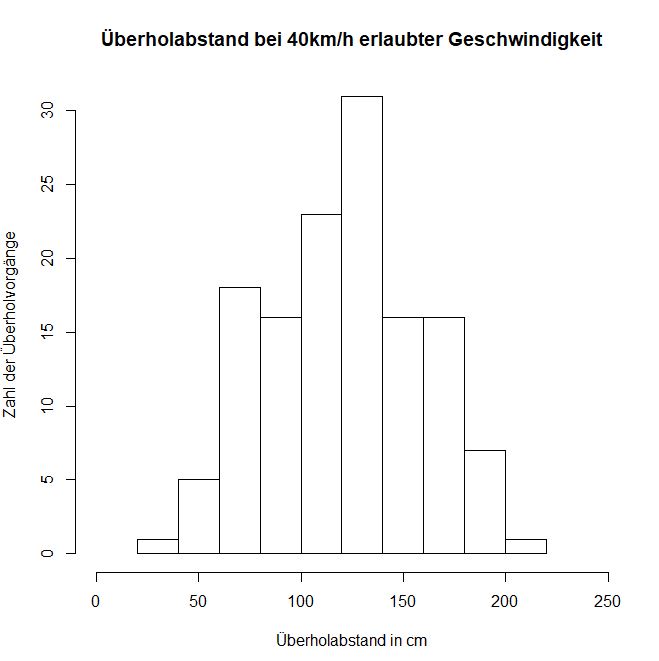 Überholabstand bei 40km/h erlaubter Geschwindigkeit
Zahl der Überholvorgänge
30
25
20
15
10
5
0
0 50 100 150 200 250
Überholabstand in cm